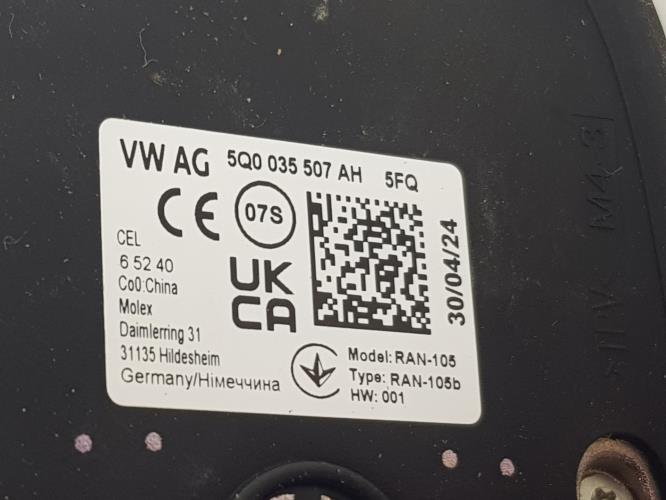 VW AG 5Q0 035 507 AH 5FQ
CE 07S
CEL
6 52 40
Co0:China
Molex
Daimlerring 31
31135 Hildesheim
Germany/Німеччина
UK
CA
30/04/24
Model: RAN-105
Type: RAN-105b
HW: 001